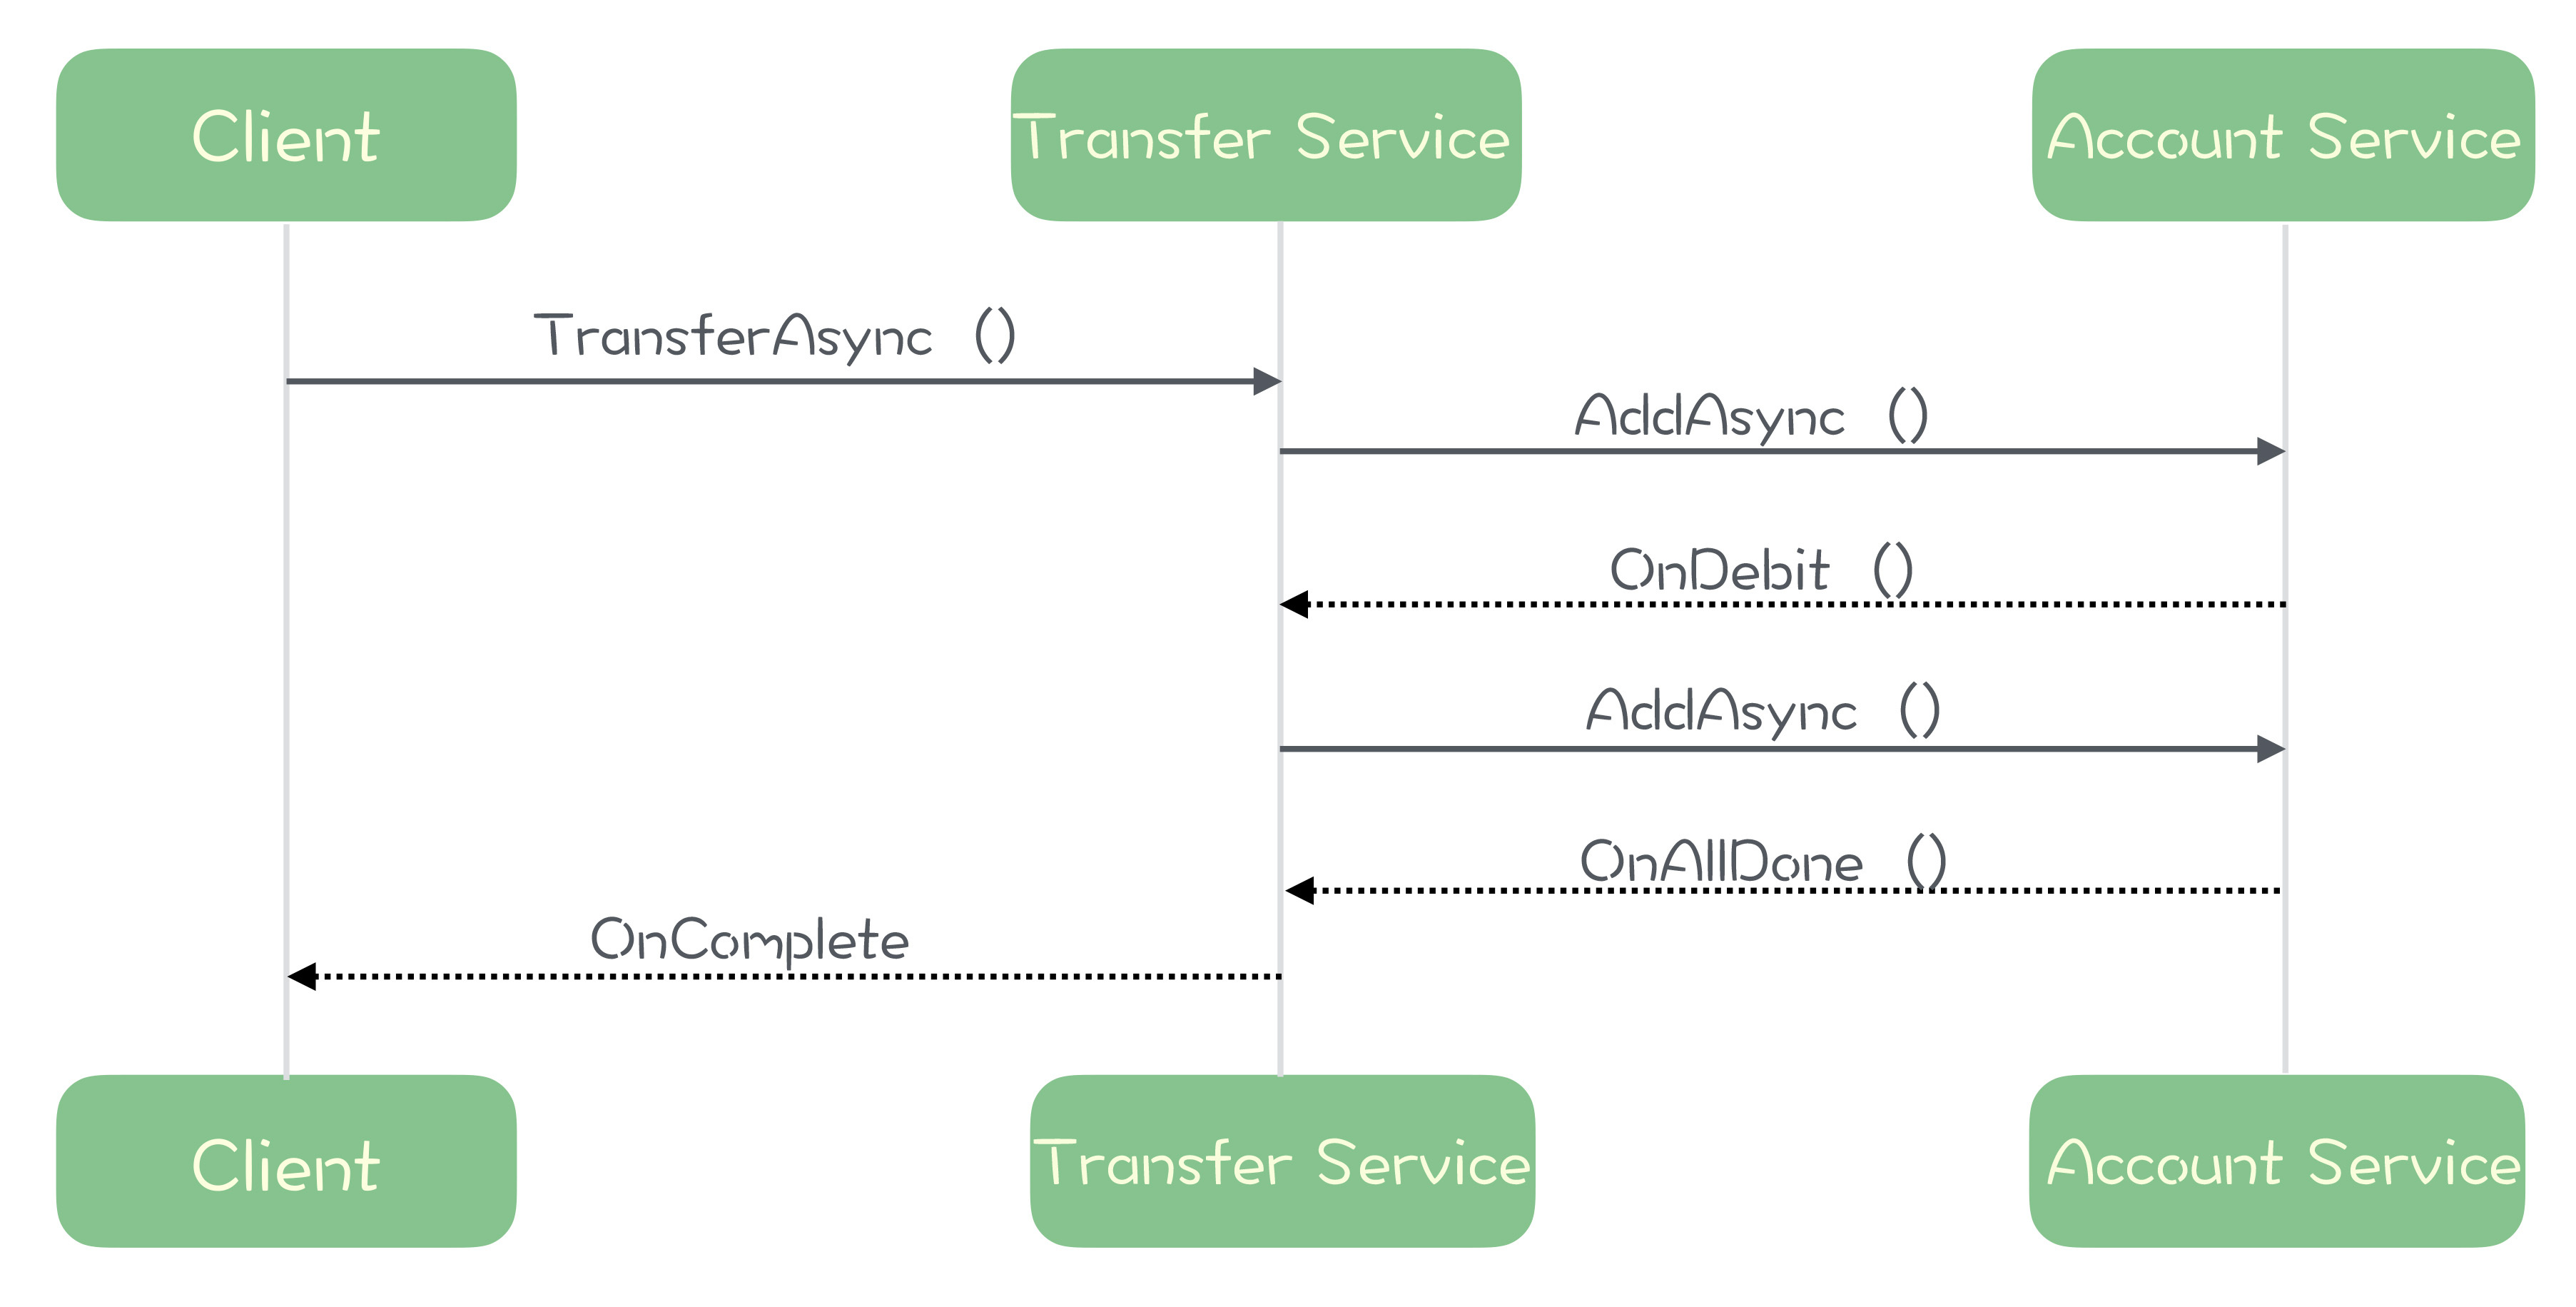 Client
Transfer Service
Account Service
TransferAsync ()
AddAsync ()
OnDebit ()
AddAsync ()
OnAllDone ()
OnComplete
Client
Transfer Service
Account Service